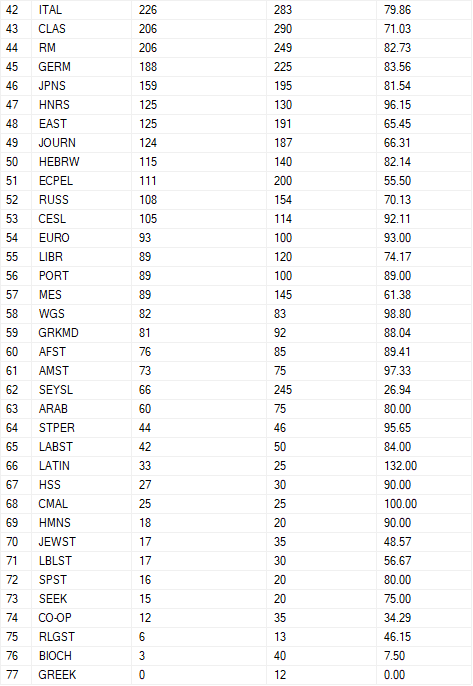 42 ITAL 226 283 79.86
43 CLAS 206 290 71.03
44 RM 206 249 82.73
45 GERM 188 225 83.56
46 JPNS 159 195 81.54
47 HNRS 125 130 96.15
48 EAST 125 191 65.45
49 JOURN 124 187 66.31
50 HEBRW 115 140 82.14
51 ECPEL 111 200 55.50
52 RUSS 108 154 70.13
53 CESL 105 114 92.11
54 EURO 93 100 93.00
55 LIBR 89 120 74.17
56 PORT 89 100 89.00
57 MES 89 145 61.38
58 WGS 82 83 98.80
59 GRKMD 81 92 88.04
60 AFST 76 85 89.41
61 AMST 73 75 97.33
62 SEYSL 66 245 26.94
63 ARAB 60 75 80.00
64 STPER 44 46 95.65
65 LABST 42 50 84.00
66 LATIN 33 25 132.00
67 HSS 27 30 90.00
68 CMAL 25 25 100.00
69 HMNS 18 20 90.00
70 JEWST 17 35 48.57
71 LBLST 17 30 56.67
72 SPST 16 20 80.00
73 SEEK 15 20 75.00
74 CO-OP 12 35 34.29
75 RLGST 6 13 46.15
76 BIOCH 3 40 7.50
77 GREEK 0 12 0.00